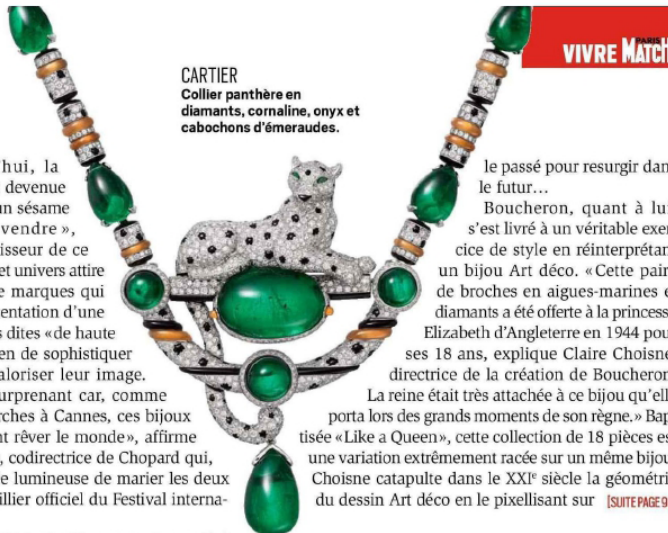 PARIS
VIVRE MATCH
CARTIER
Collier panthère en
diamants, cornaline, onyx et
cabochons d'émeraudes.
hui, la
devenue
un sésame
vendre »,
isseur de ce
et univers attire
e marques qui
entation d'une
s dites «de haute
en de sophistiquer
aloriser leur image.
urprenant car, comme
rches à Cannes, ces bijoux
nt rêver le monde», affirme
, codirectrice de Chopard qui,
e lumineuse de marier les deux
illier officiel du Festival interna-
le passé pour resurgir dan
le futur…
Boucheron, quant à lui
s'est livré à un véritable exer
cice de style en réinterprétan
un bijou Art déco. «Cette pair
de broches en aigues-marines e
diamants a été offerte à la princess
Elizabeth d'Angleterre en 1944 pou
ses 18 ans, explique Claire Choisne
directrice de la création de Boucheron
La reine était très attachée à ce bijou qu'ell
porta lors des grands moments de son règne.» Bap
tisée «Like a Queen», cette collection de 18 pièces es
une variation extrêmement racée sur un même bijou
Choisne catapulte dans le XXIe siècle la géométri
du dessin Art déco en le pixellisant sur [SUITE PAGE 9